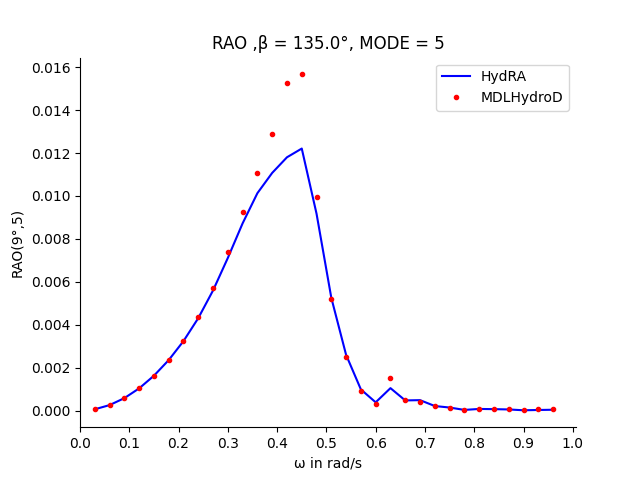 RAO ,β = 135.0°, MODE = 5
HydRA
MDLHydroD
RAO(9°,5)
0.016
0.014
0.012
0.010
0.008
0.006
0.004
0.002
0.000
0.0 0.1 0.2 0.3 0.4 0.5 0.6 0.7 0.8 0.9 1.0
ω in rad/s